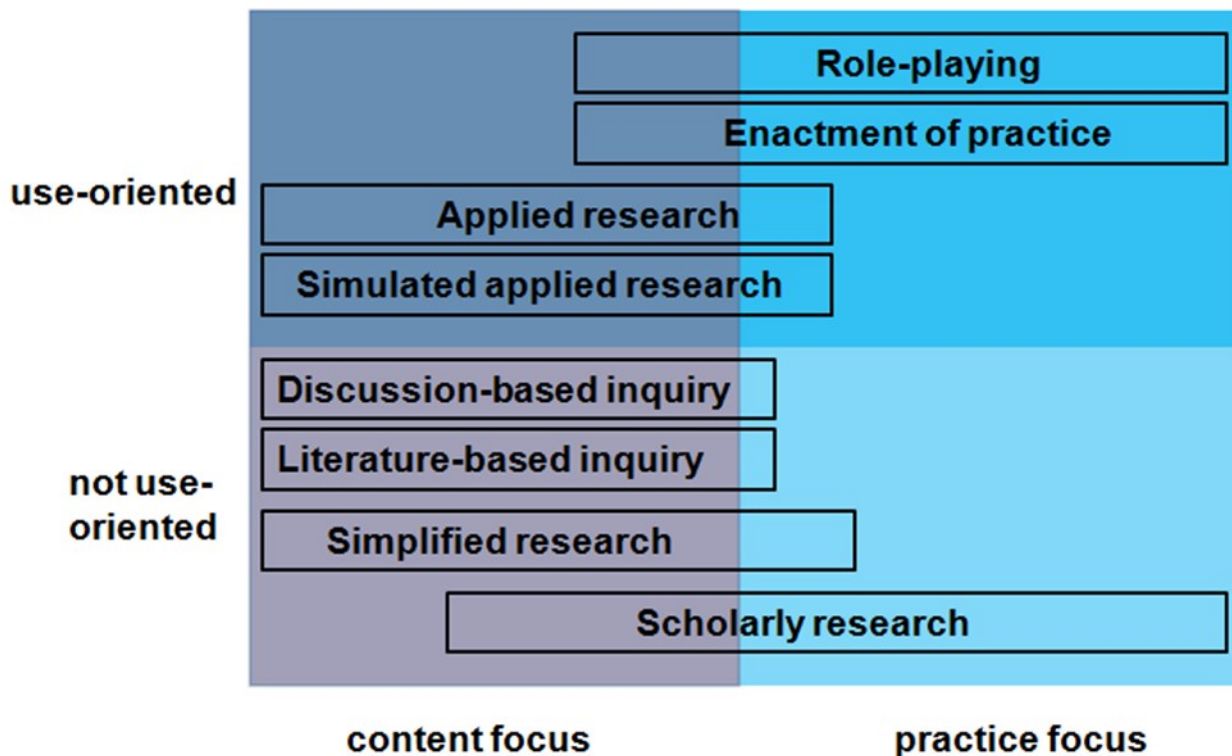 Role-playing
Enactment of practice
use-oriented
Applied research
Simulated applied research
Discussion-based inquiry
Literature-based inquiry
not use-
oriented
Simplified research
Scholarly research
content focus
practice focus